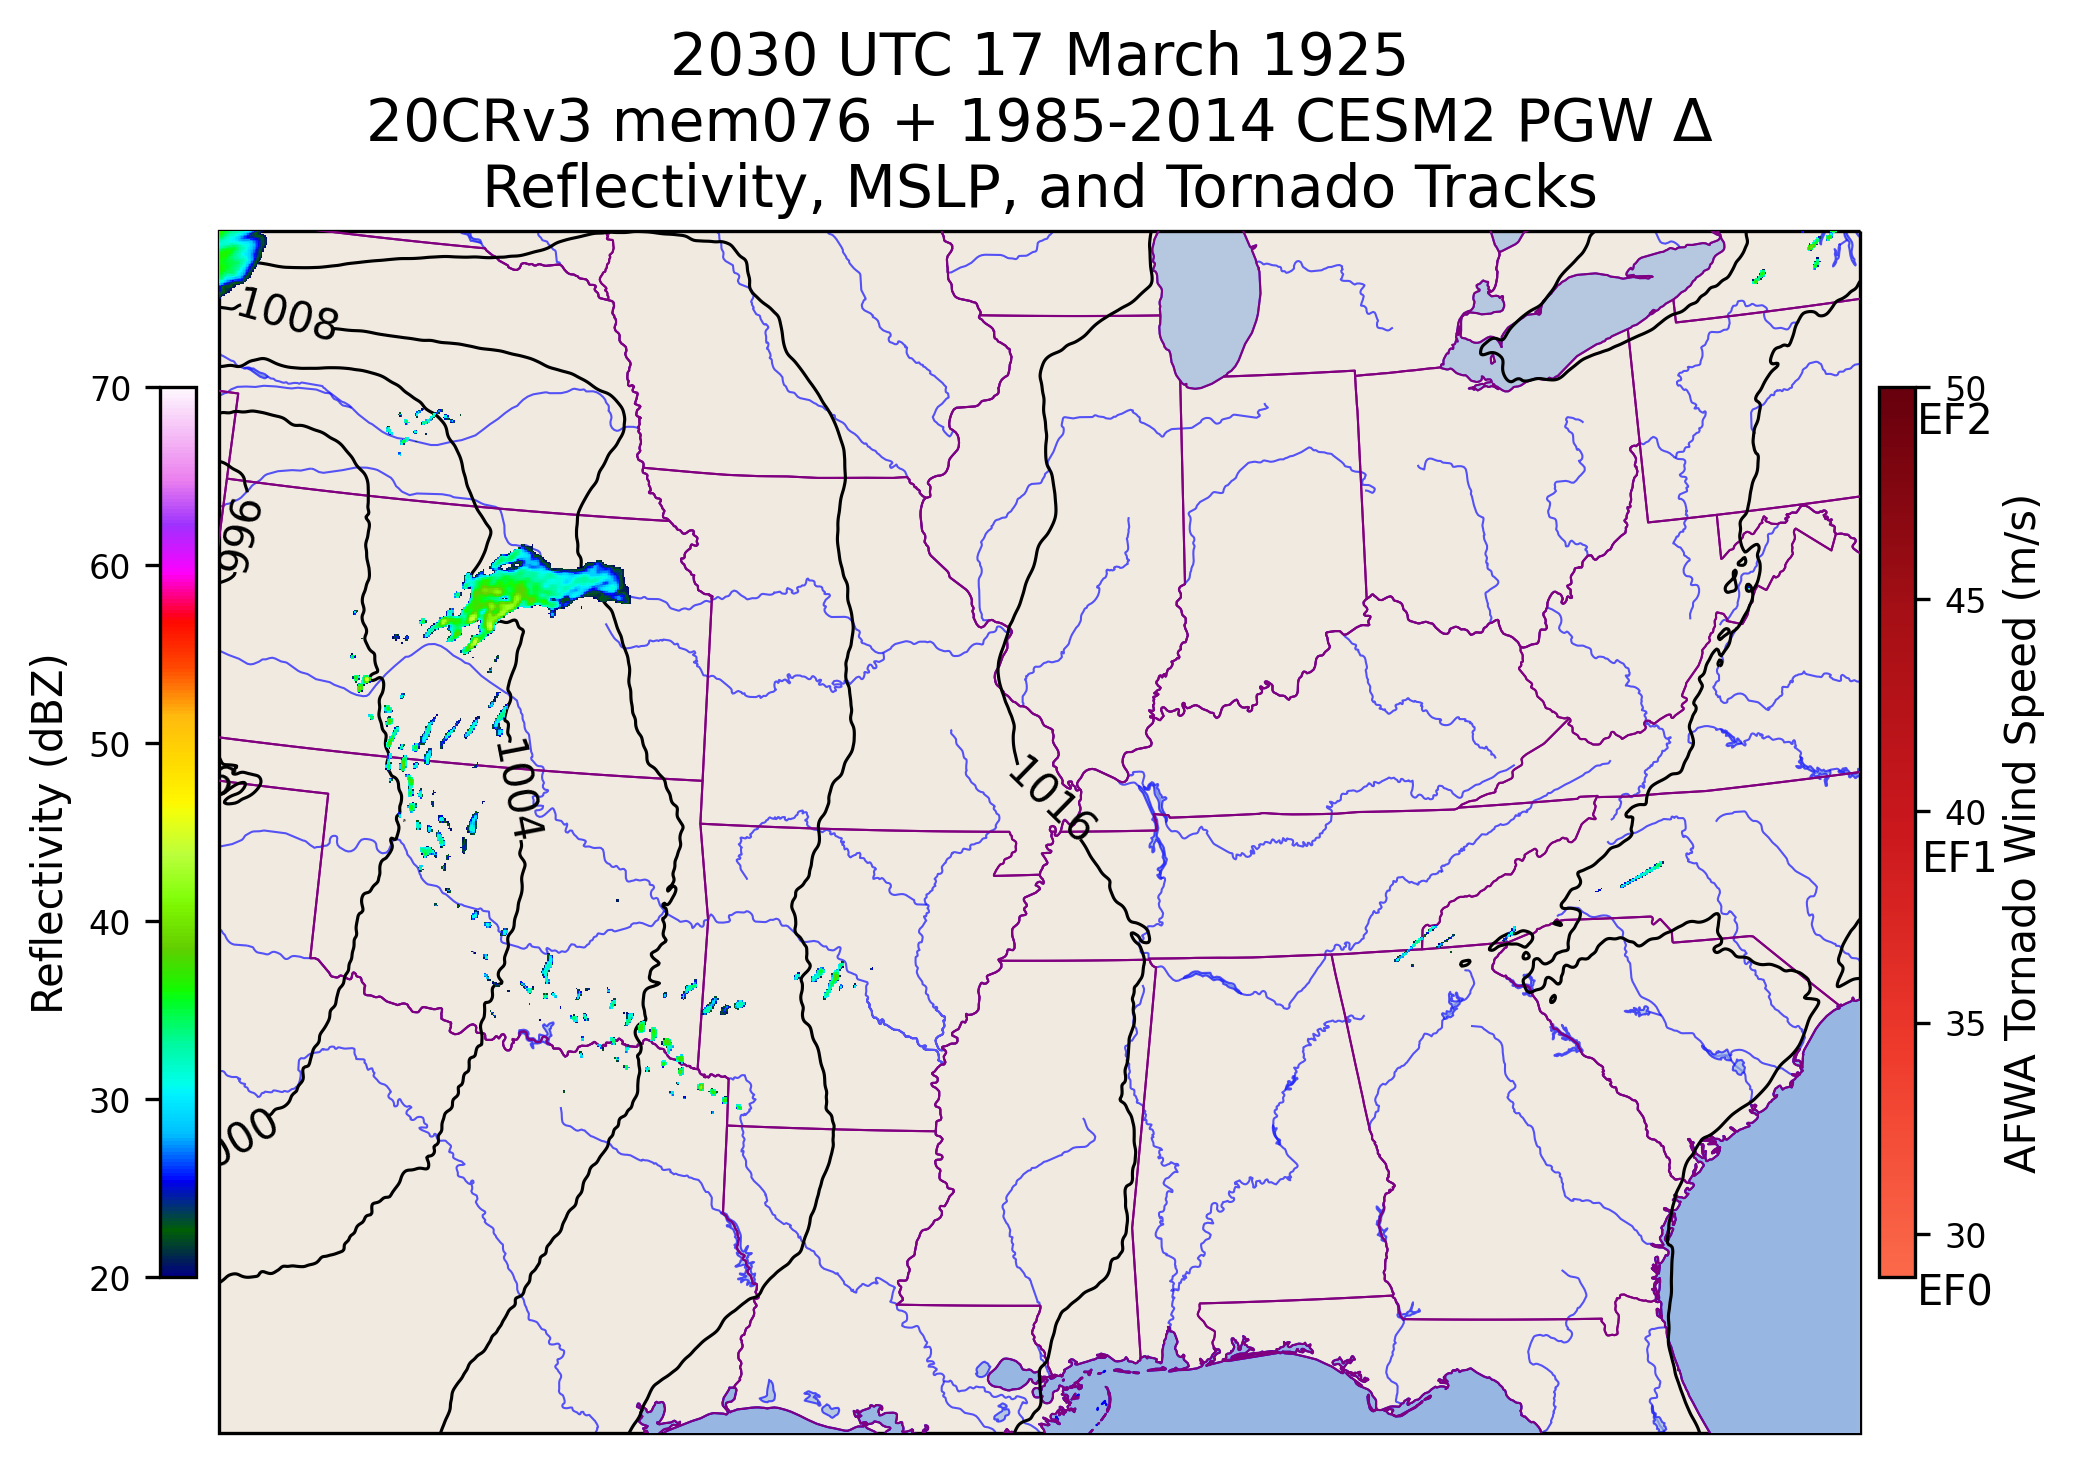 2030 UTC 17 March 1925
20CRv3 mem076 + 1985-2014 CESM2 PGW Δ
Reflectivity, MSLP, and Tornado Tracks
1008
996
1004
1016
000
Reflectivity (dBZ)
70
60
50
40
30
20
50
EF2
45
40
EF1
35
30
EF0
AFWA Tornado Wind Speed (m/s)